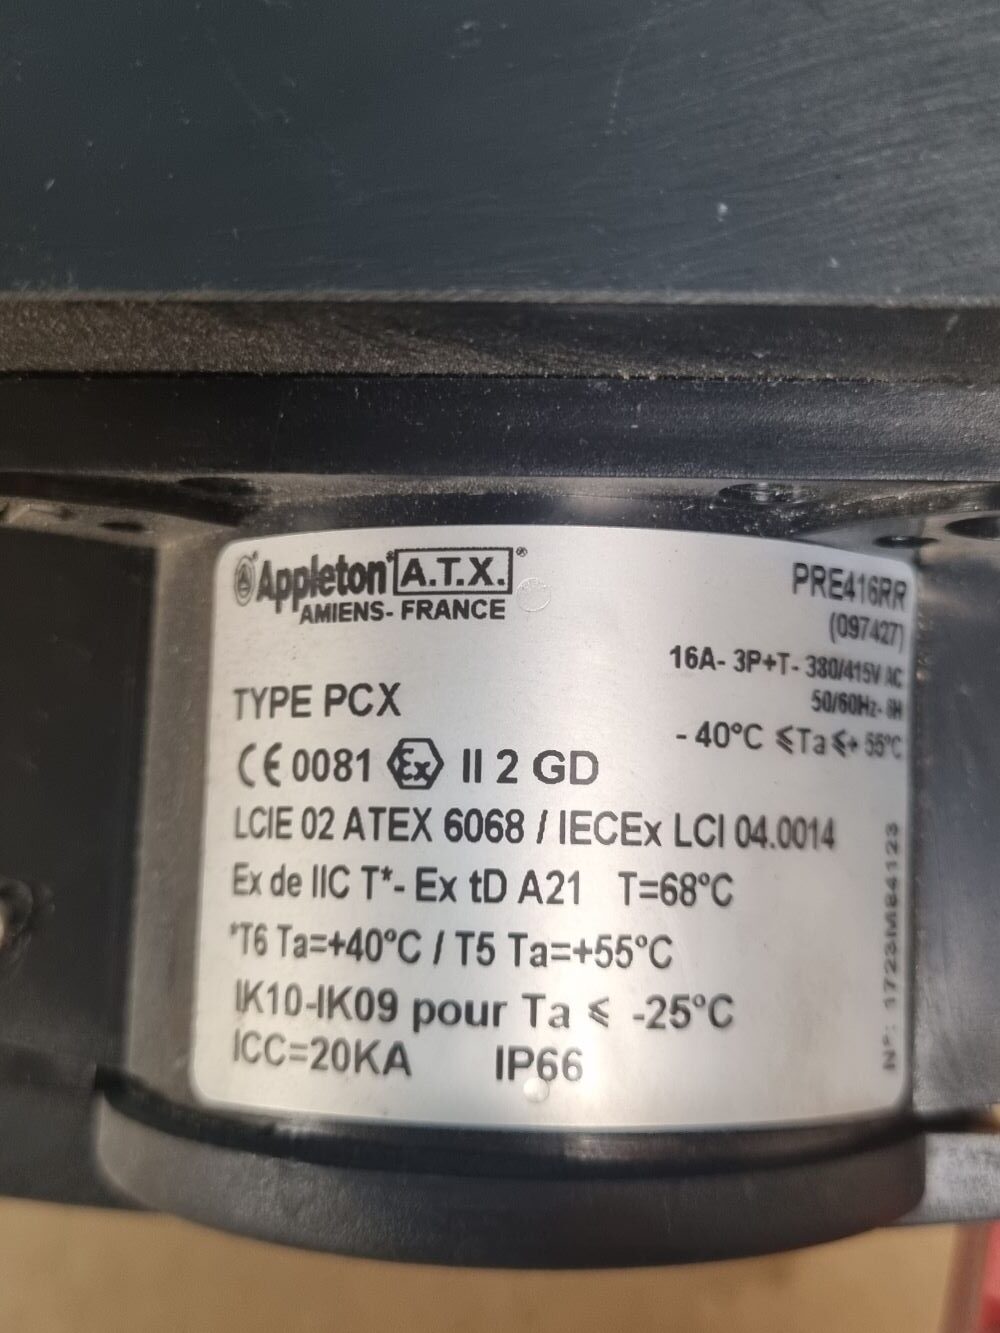 Appleton A.T.X.®
AMIENS- FRANCE
PRE416RR
(097427)
16A- 3P+T- 380/415V AC
50/60Hz- 6H
- 40°C ⩽Ta⩽+ 55°C
TYPE PCX
CE 0081 Ex II 2 GD
LCIE 02 ATEX 6068 / IECEx LCI 04.0014
Ex de IIC T*- Ex tD A21 T=68°C
*T6 Ta=+40°C / T5 Ta=+55°C
IK10-IK09 pour Ta ⩽ -25°C
ICC=20KA IP66
N°: 1723M84123